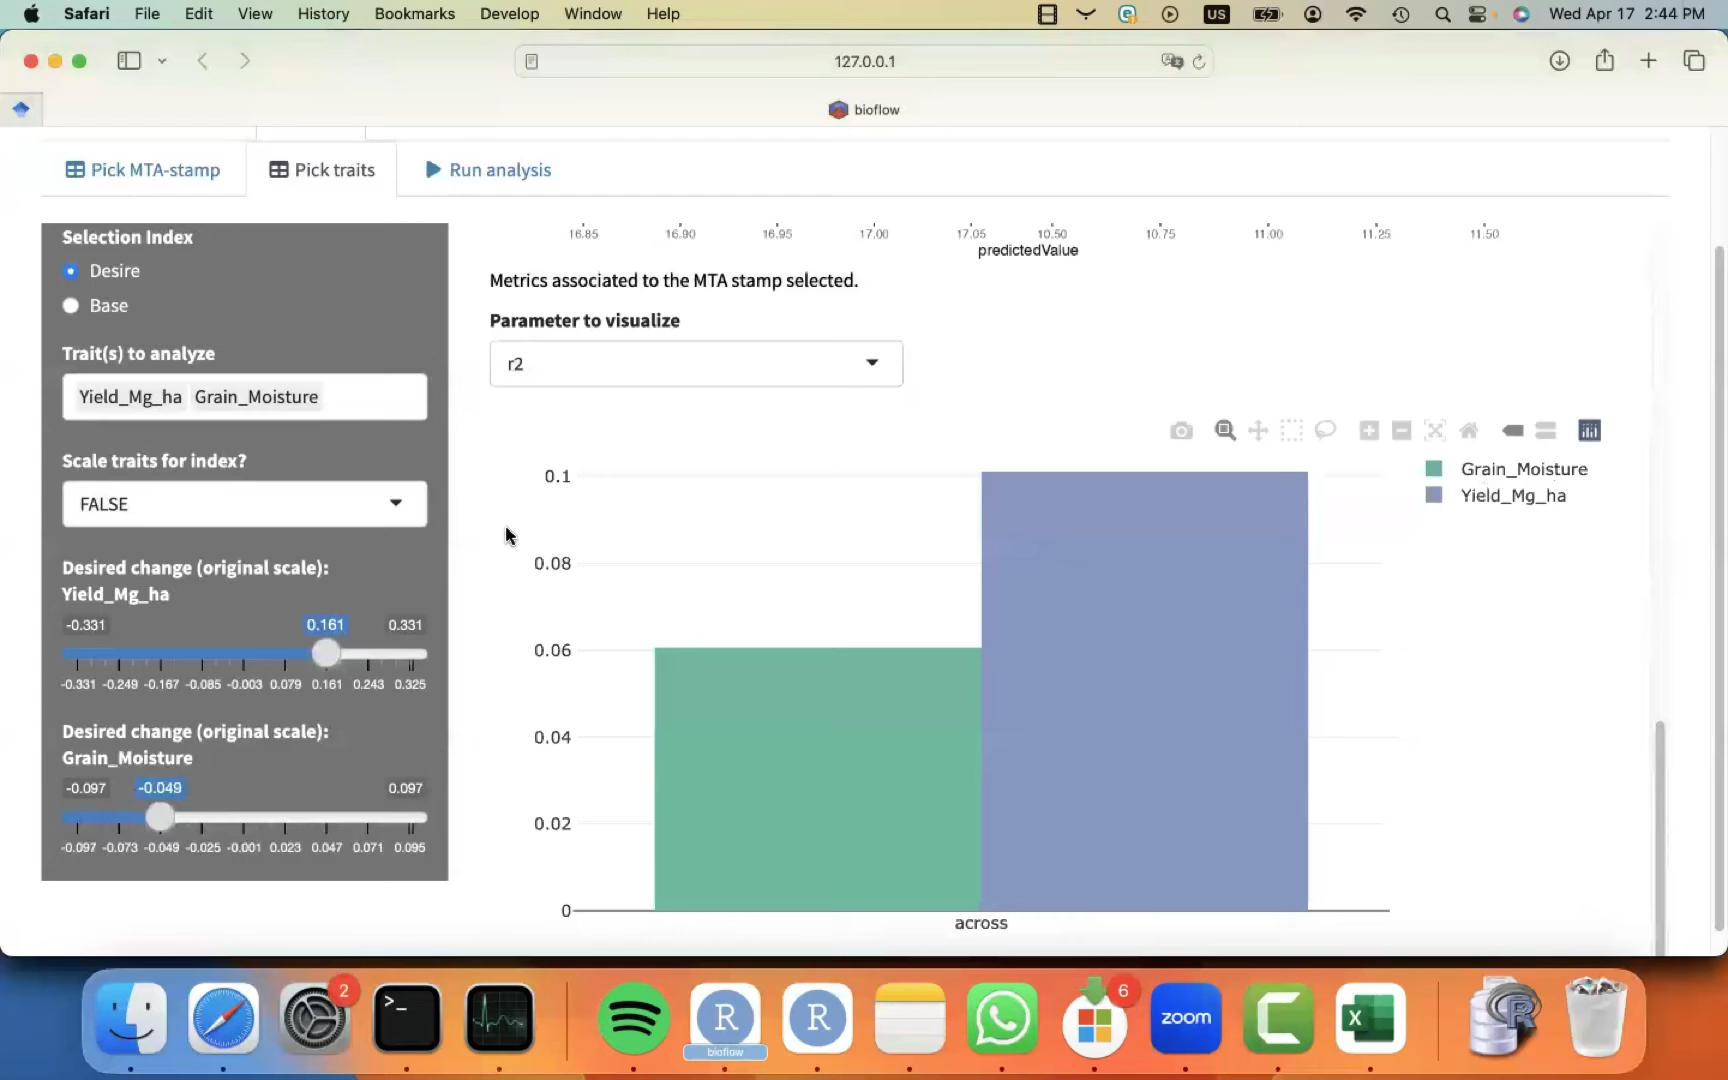 Safari File Edit View History Bookmarks Develop Window Help US Wed Apr 17 2:44 PM
127.0.0.1
bioflow
Pick MTA-stamp Pick traits Run analysis
Selection Index
Desire
Base
Trait(s) to analyze
Yield_Mg_ha Grain_Moisture
Scale traits for index?
FALSE
Desired change (original scale):
Yield_Mg_ha
-0.331 0.161 0.331
-0.331 -0.249 -0.167 -0.085 -0.003 0.079 0.161 0.243 0.325
Desired change (original scale):
Grain_Moisture
-0.097 -0.049 0.097
-0.097 -0.073 -0.049 -0.025 -0.001 0.023 0.047 0.071 0.095
16.85 16.90 16.95 17.00 17.05 10.50 10.75 11.00 11.25 11.50
predictedValue
Metrics associated to the MTA stamp selected.
Parameter to visualize
r2
Grain_Moisture
Yield_Mg_ha
0.1
0.08
0.06
0.04
0.02
0
across
2
>_
R
bioflow
R
6
zoom
C
X
R